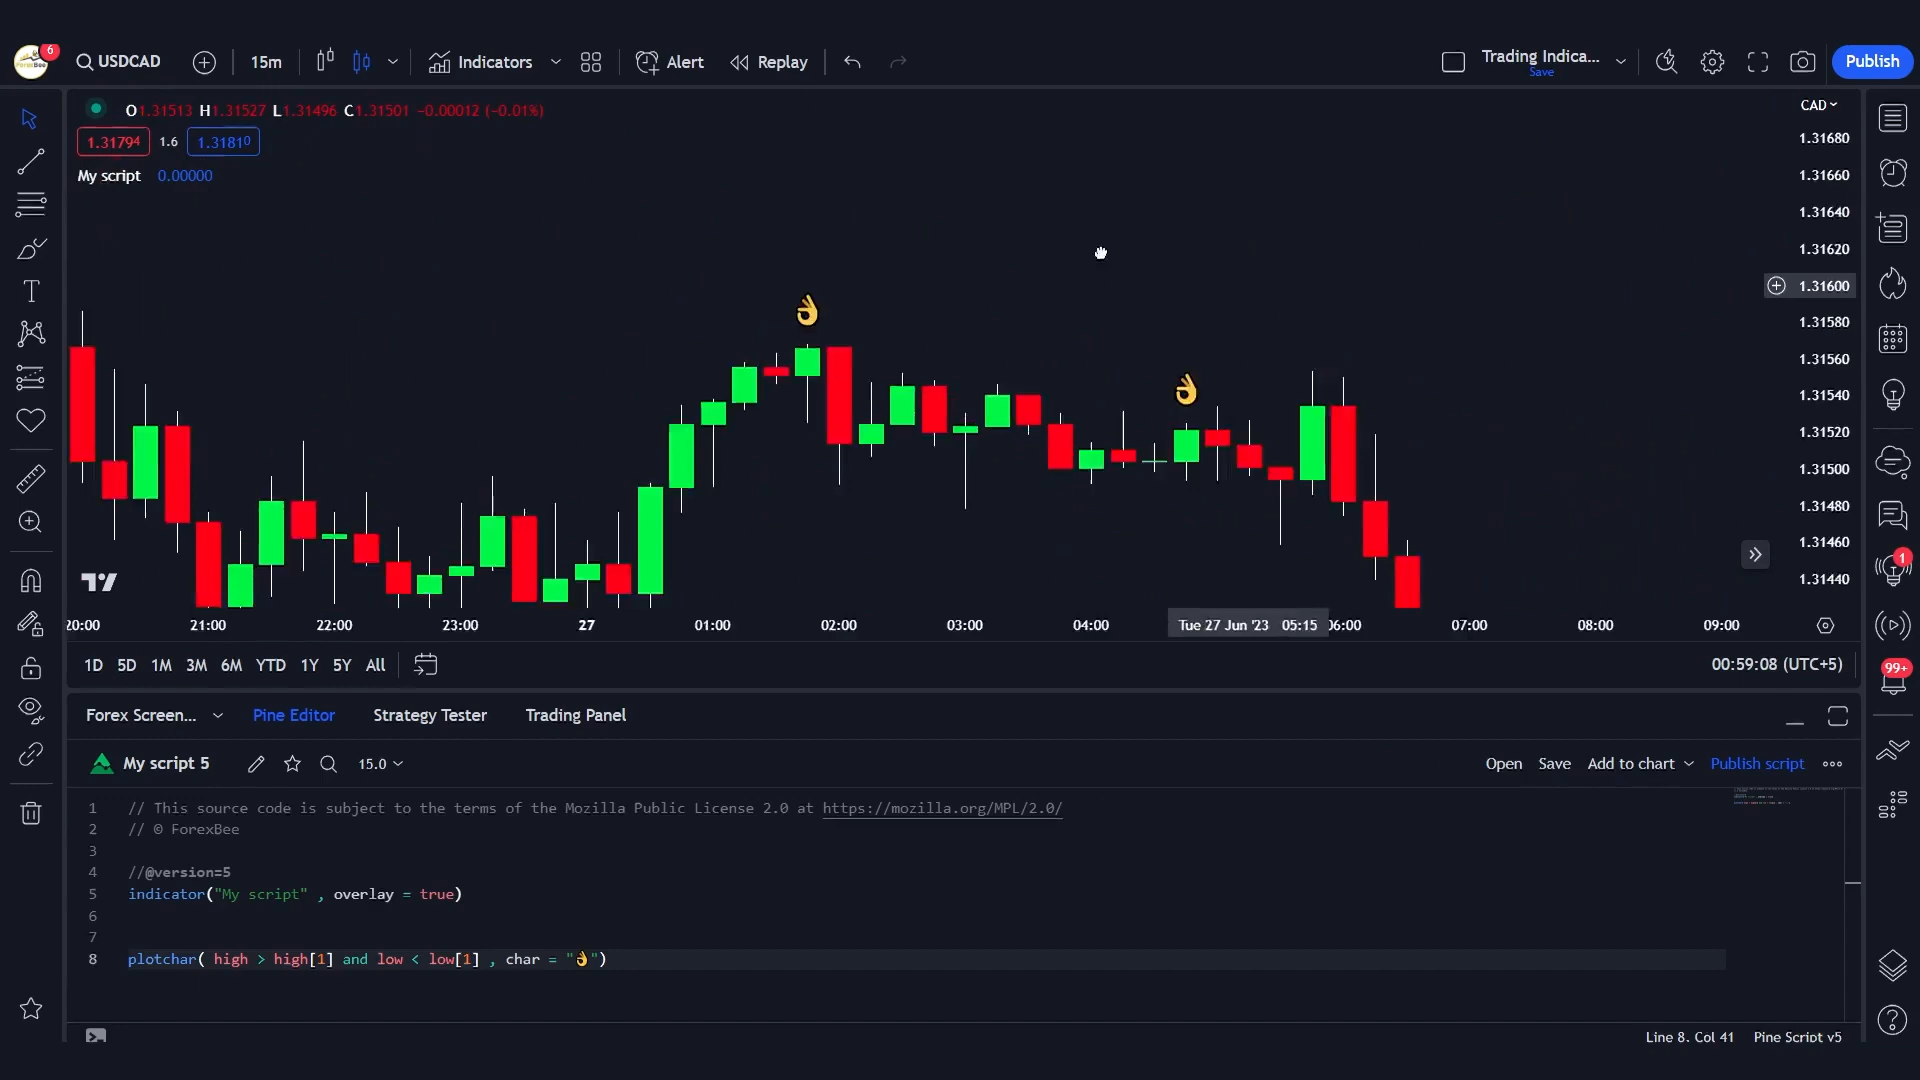 6
USDCAD
15m
Indicators
Alert
Replay
Trading Indica...
Save
Publish
O1.31513 H1.31527 L1.31496 C1.31501 −0.00012 (−0.01%)
1.31794 1.6 1.31810
My script 0.00000
CAD
1.31680
1.31660
1.31640
1.31620
1.31600
1.31580
1.31560
1.31540
1.31520
1.31500
1.31480
1.31460
1.31440
1
99+
20:00 21:00 22:00 23:00 27 01:00 02:00 03:00 04:00 Tue 27 Jun '23 05:15 06:00 07:00 08:00 09:00
1D 5D 1M 3M 6M YTD 1Y 5Y All
00:59:08 (UTC+5)
Forex Screen... Pine Editor Strategy Tester Trading Panel
My script 5 15.0
Open Save Add to chart Publish script
1 // This source code is subject to the terms of the Mozilla Public License 2.0 at https://mozilla.org/MPL/2.0/
2 // © ForexBee
3
4 //@version=5
5 indicator("My script" , overlay = true)
6
7
8 plotchar( high > high[1] and low < low[1] , char = "👌")
Line 8, Col 41 Pine Script v5